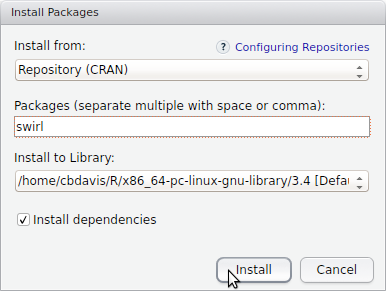 Install Packages
Install from:
? Configuring Repositories
Repository (CRAN)
Packages (separate multiple with space or comma):
swirl
Install to Library:
/home/cbdavis/R/x86_64-pc-linux-gnu-library/3.4 [Defau
Install dependencies
Install
Cancel